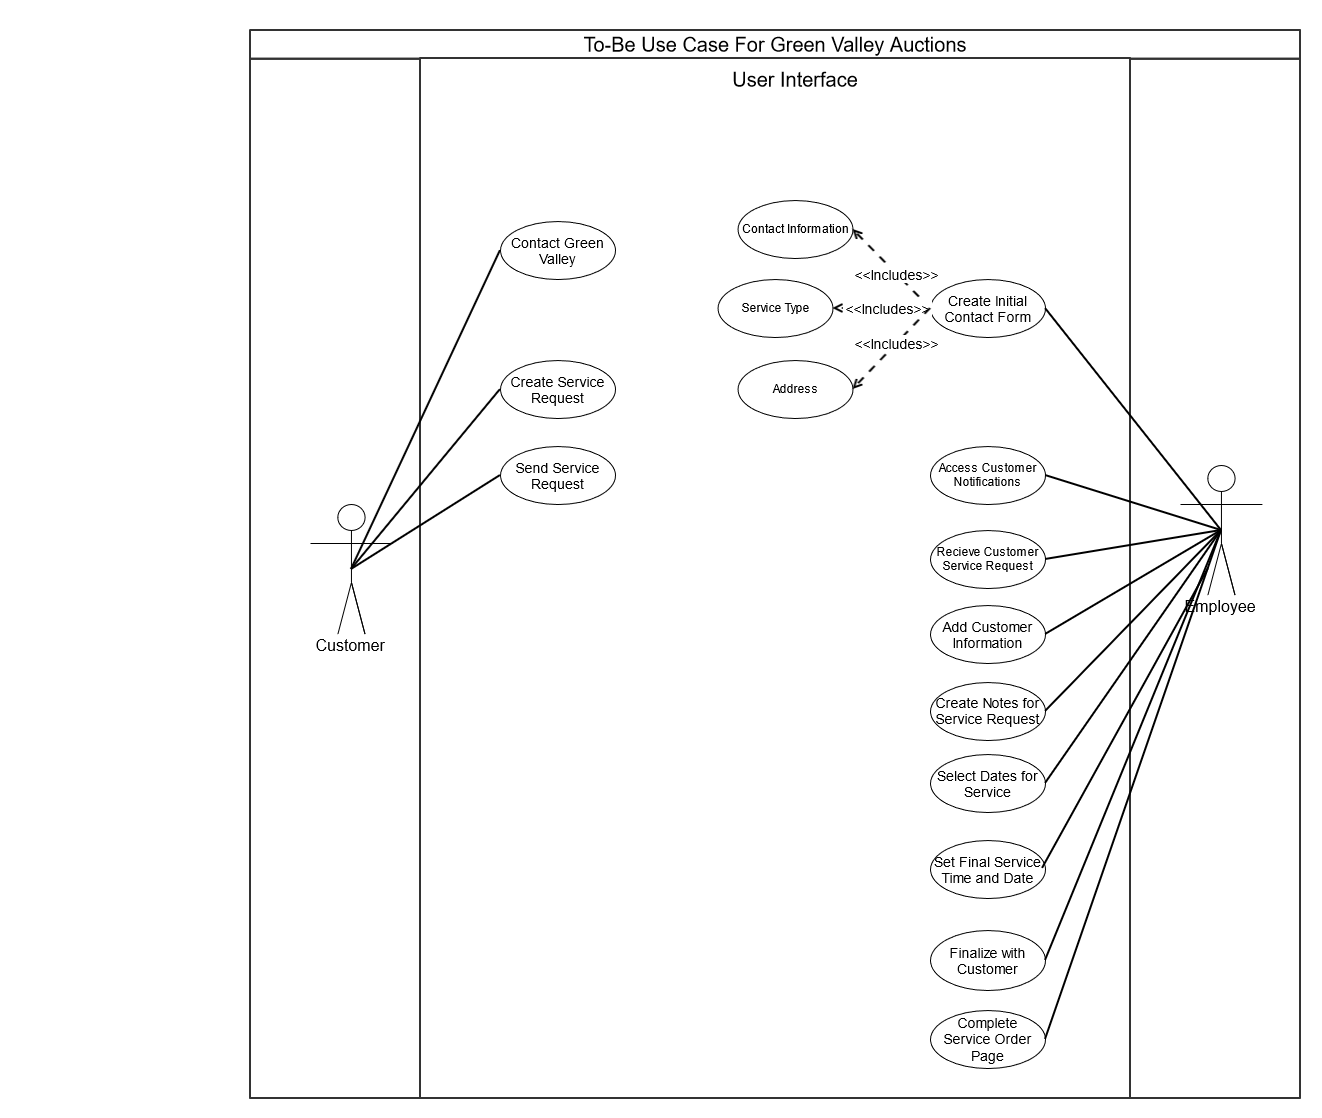 To-Be Use Case For Green Valley Auctions
User Interface
Contact Green
Valley
Create Service
Request
Send Service
Request
Customer
Contact Information
<<Includes>>
Service Type
<<Includes>>
Create Initial
Contact Form
<<Includes>>
Address
Access Customer
Notifications
Recieve Customer
Service Request
Add Customer
Information
Create Notes for
Service Request
Select Dates for
Service
Set Final Service
Time and Date
Finalize with
Customer
Complete
Service Order
Page
Employee